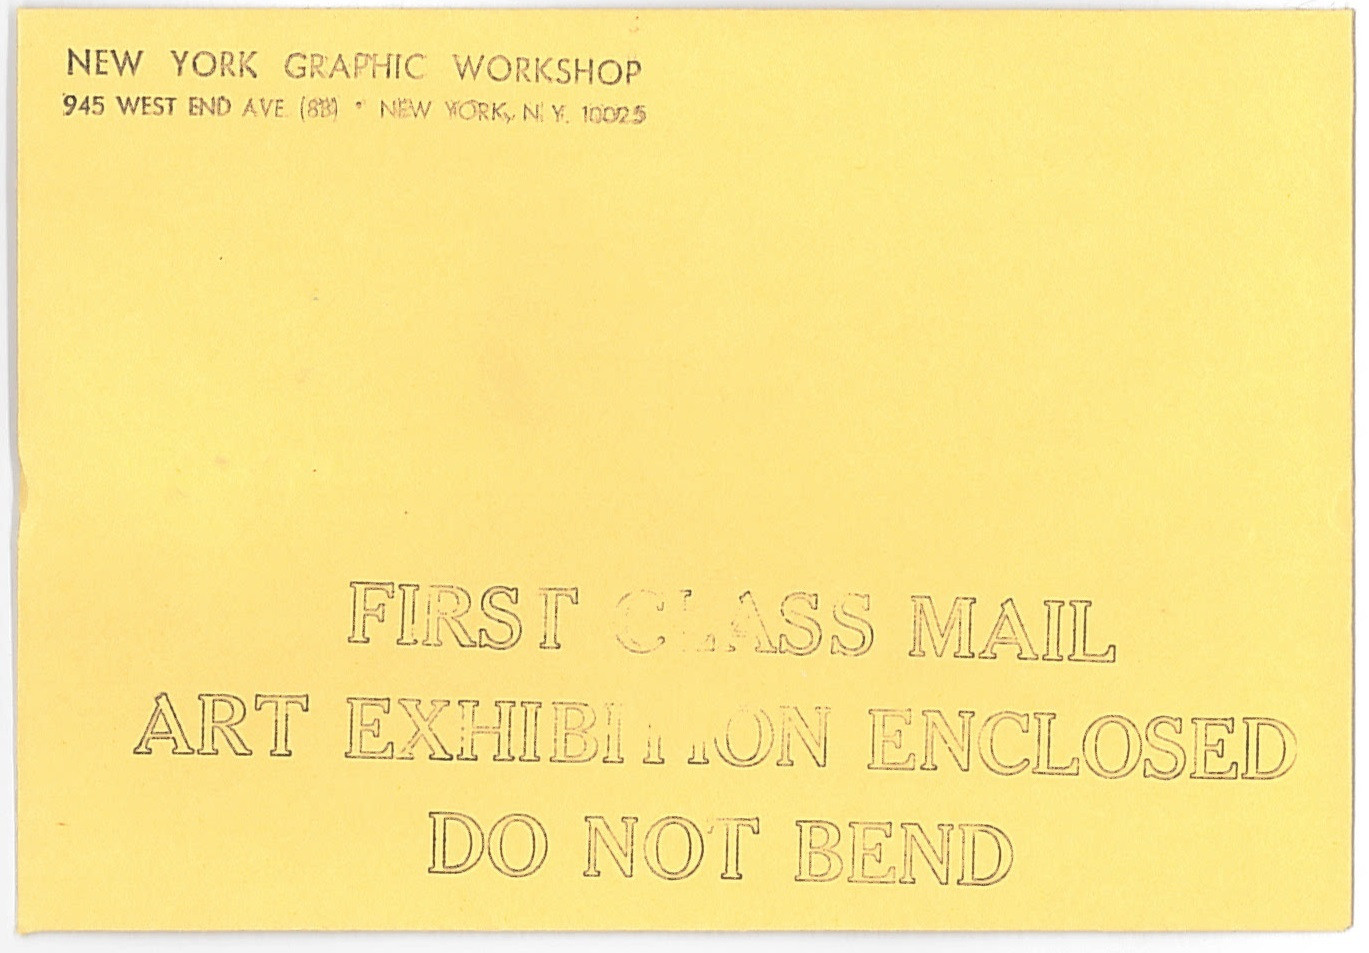 NEW YORK GRAPHIC WORKSHOP
945 WEST END AVE. (8B) • NEW YORK, N.Y. 10025
FIRST CLASS MAIL
ART EXHIBITION ENCLOSED
DO NOT BEND